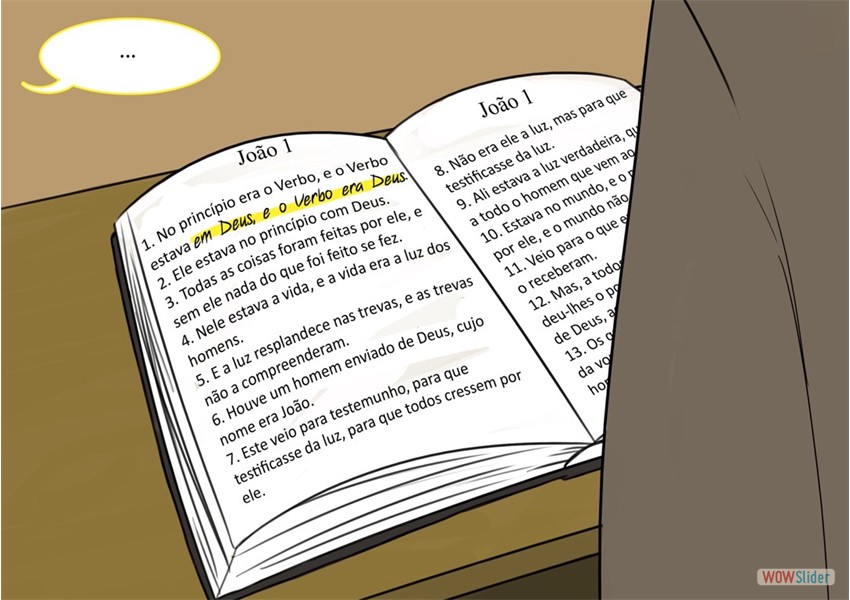 ...
João 1
1. No princípio era o Verbo, e o Verbo
estava em Deus, e o Verbo era Deus.
2. Ele estava no princípio com Deus.
3. Todas as coisas foram feitas por ele, e
sem ele nada do que foi feito se fez.
4. Nele estava a vida, e a vida era a luz dos
homens.
5. E a luz resplandece nas trevas, e as trevas
não a compreenderam.
6. Houve um homem enviado de Deus, cujo
nome era João.
7. Este veio para testemunho, para que
testificasse da luz, para que todos cressem por
ele.
João 1
8. Não era ele a luz, mas para que
testificasse da luz.
9. Ali estava a luz verdadeira,
a todo o homem que vem ao
10. Estava no mundo, e o
por ele, e o mundo não
11. Veio para o que
o receberam.
12. Mas, a
deu-lhes o
de Deus,
13. Os
da
WOWSlider